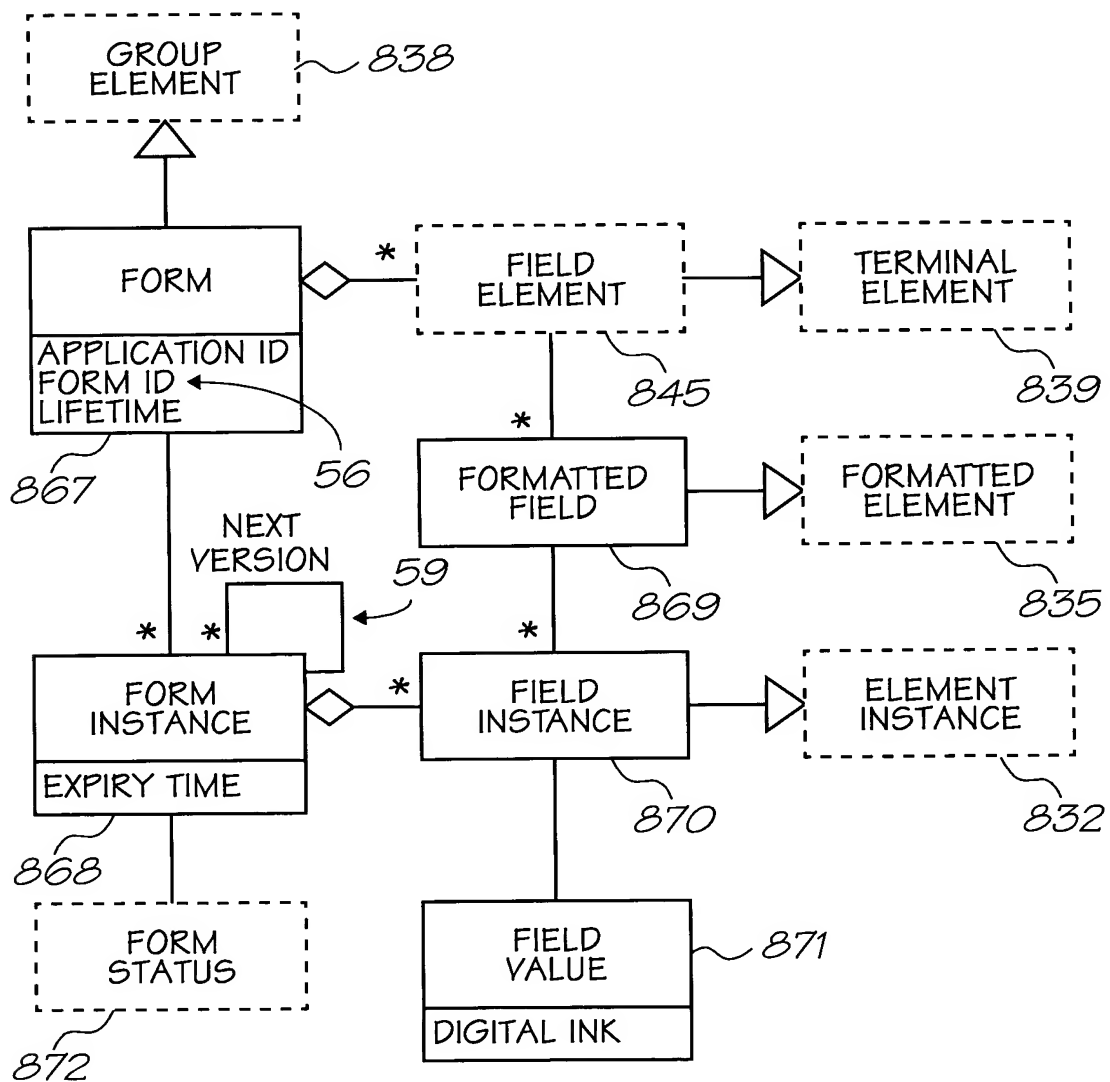 GROUP
ELEMENT
838
FORM
*
FIELD
ELEMENT
TERMINAL
ELEMENT
APPLICATION ID
FORM ID
LIFETIME
845
839
867
56
*
FORMATTED
FIELD
FORMATTED
ELEMENT
NEXT
VERSION
59
869
835
*
*
*
FORM
INSTANCE
*
FIELD
INSTANCE
ELEMENT
INSTANCE
EXPIRY TIME
870
832
868
FORM
STATUS
FIELD
VALUE
871
DIGITAL INK
872